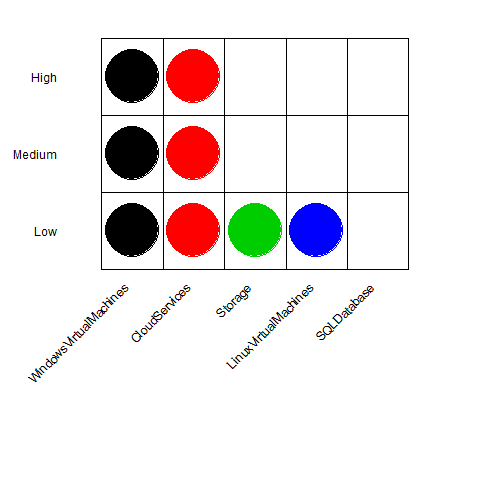 High
Medium
Low
WindowsVirtualMachines
CloudServices
Storage
LinuxVirtualMachines
SQLDatabase